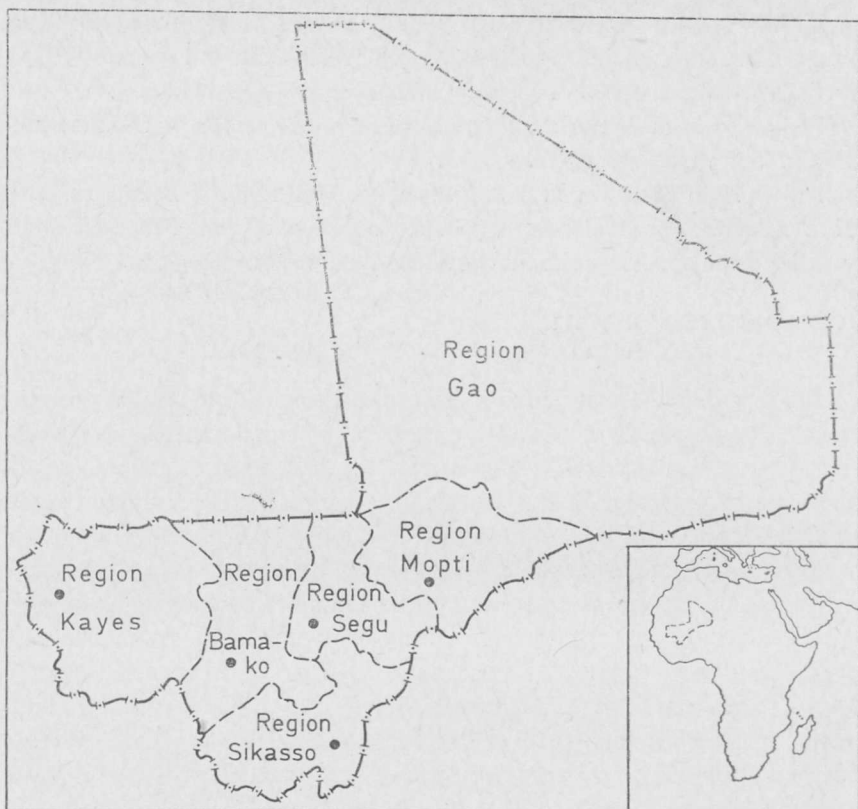 Region
Gao
Region
Mopti
Region
Kayes
Region
Bama-
ko
Region
Segu
Region
Sikasso